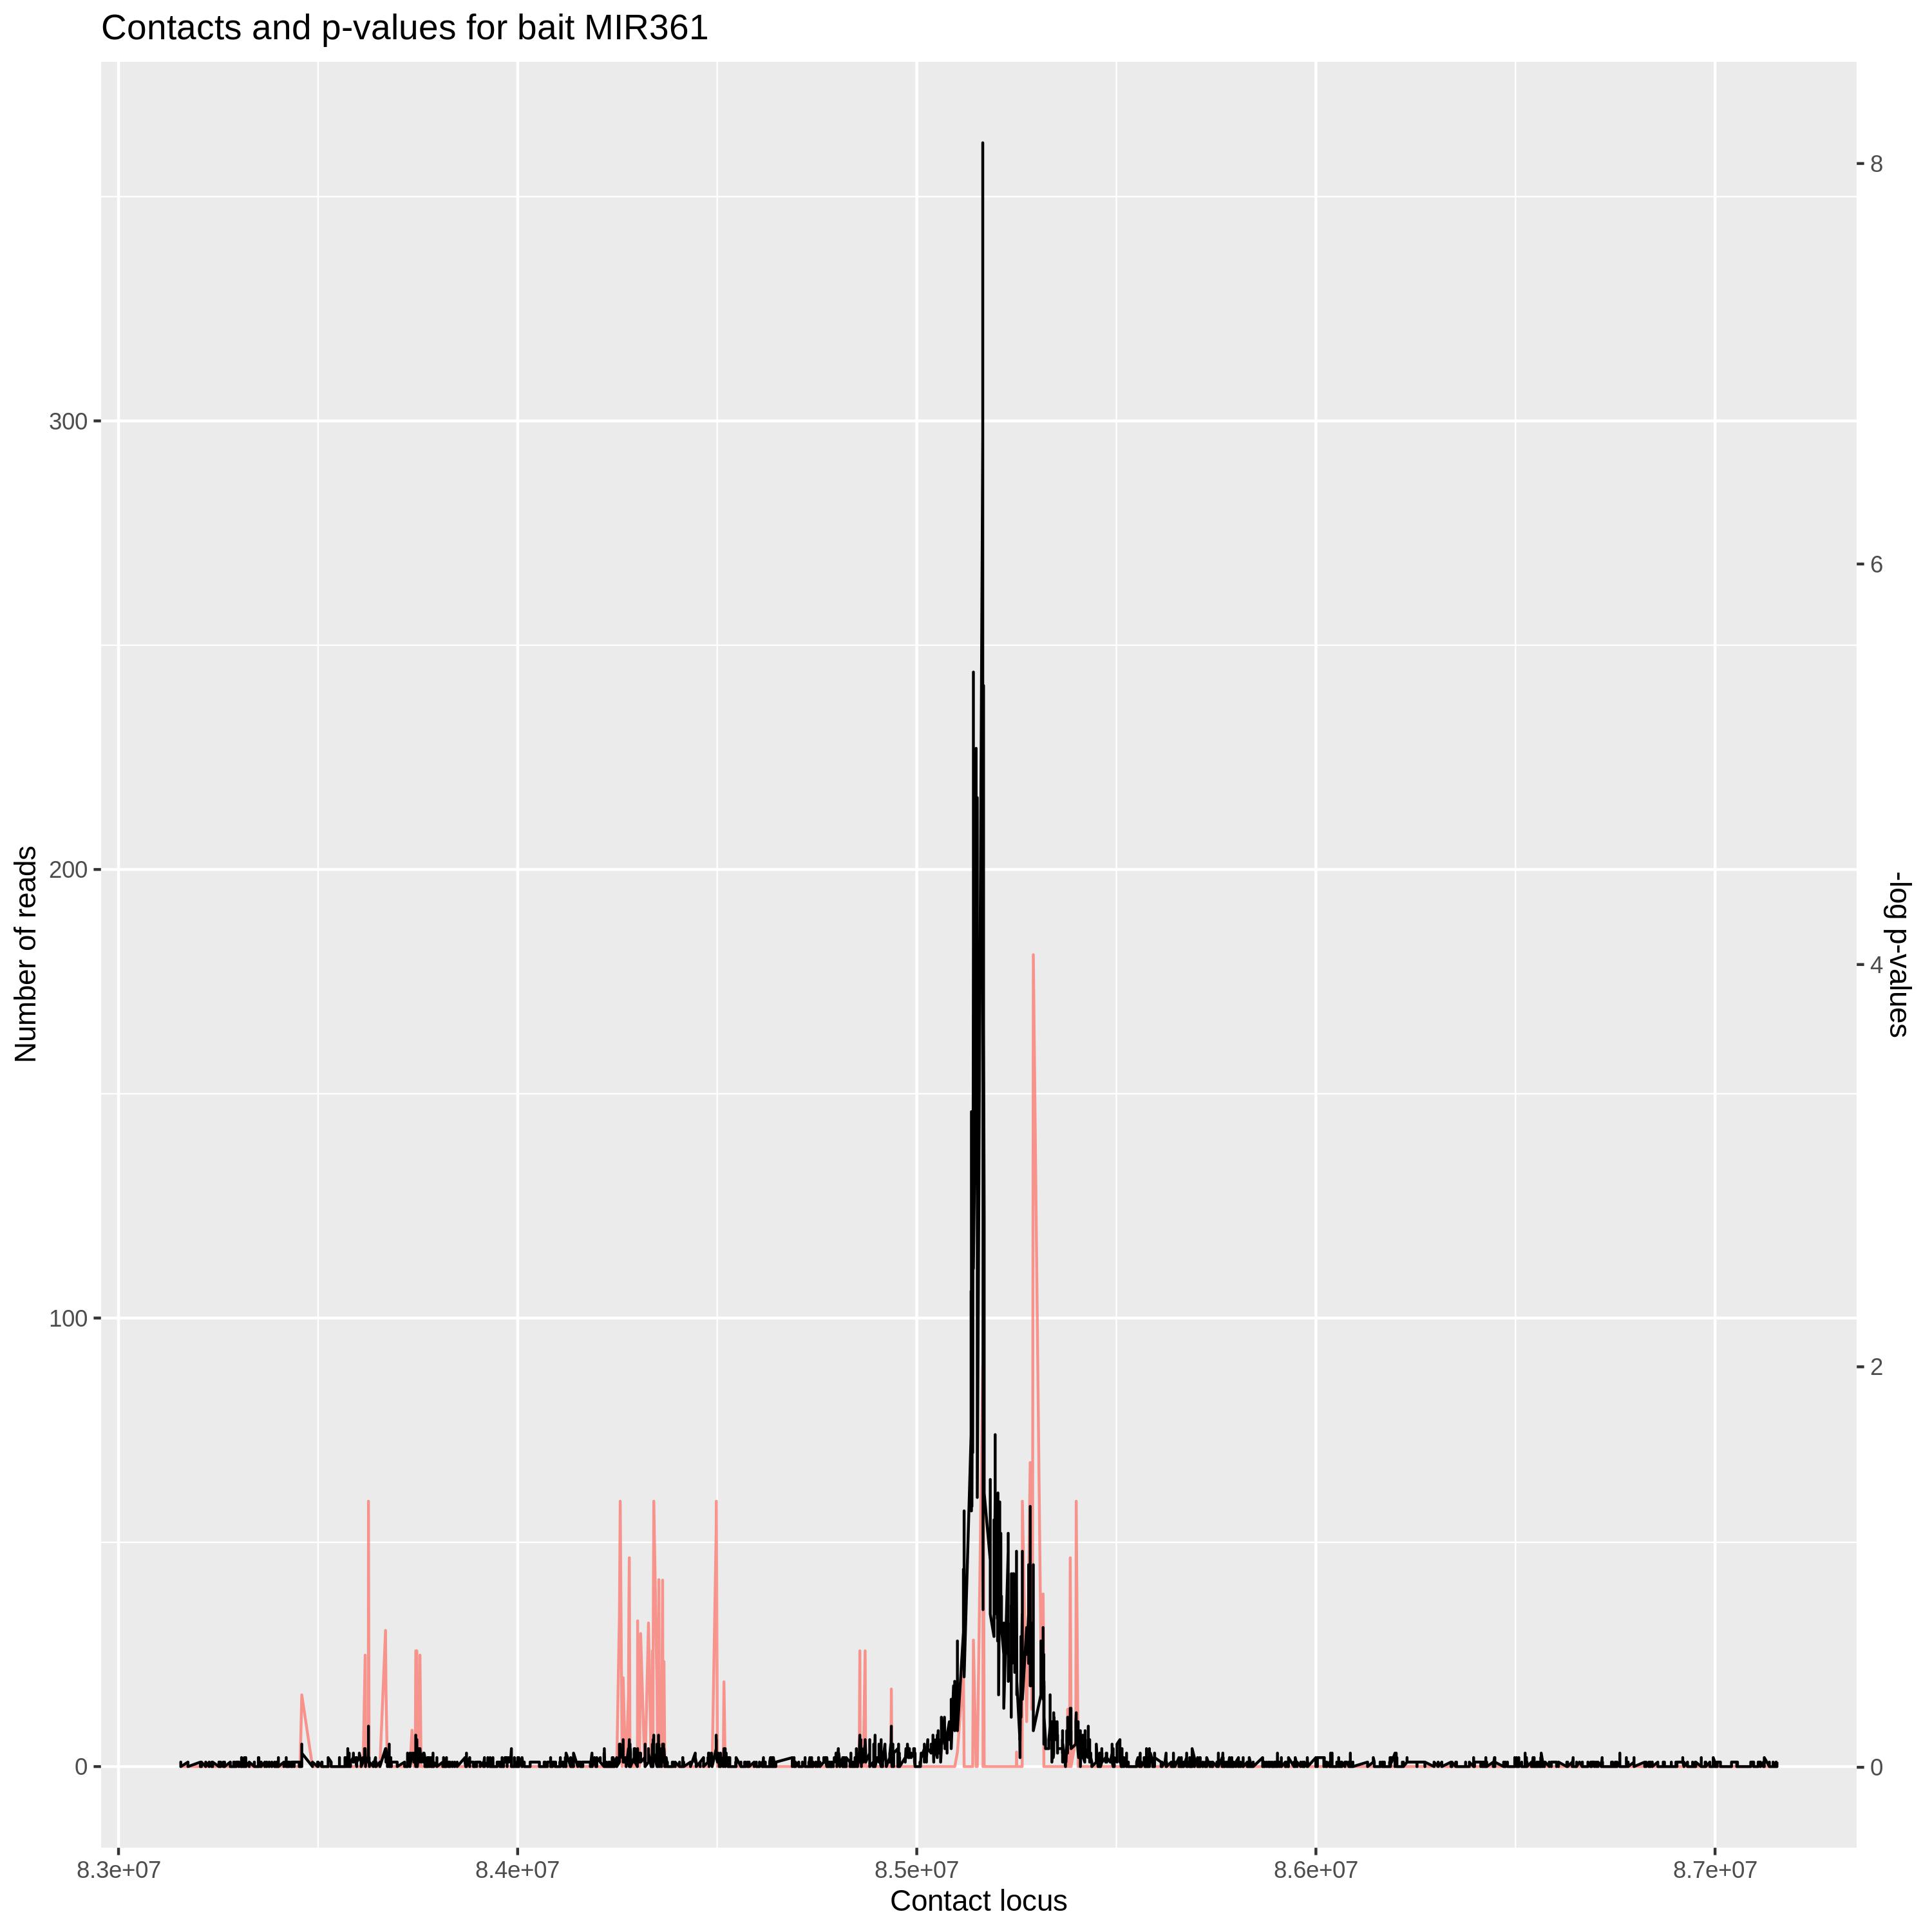 Contacts and p-values for bait MIR361
Number of reads
300
200
100
0
8
6
4
2
0
-log p-values
8.3e+07
8.4e+07
8.5e+07
8.6e+07
8.7e+07
Contact locus